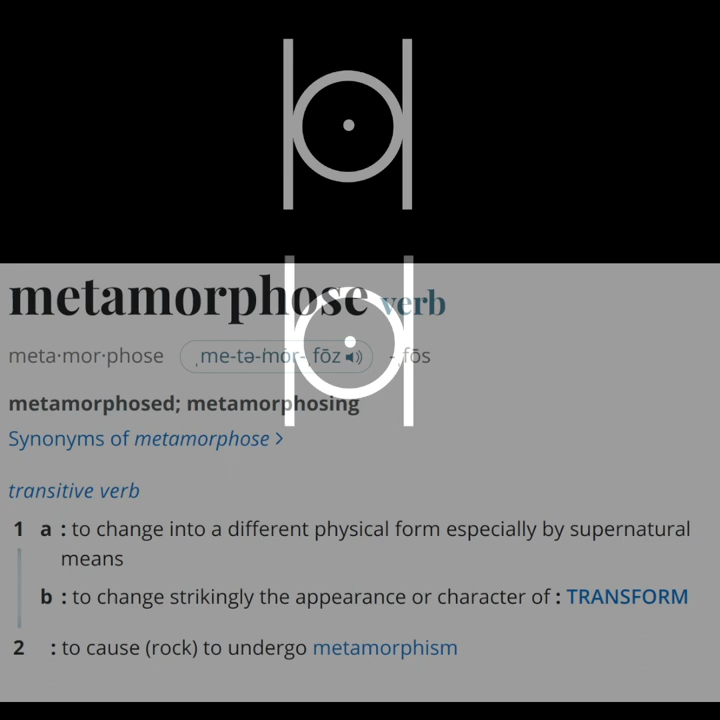 metamorphose verb
meta·mor·phose ˌme-tə-ˈmȯr-ˌfōz -ˌfōs
metamorphosed; metamorphosing
Synonyms of metamorphose >
transitive verb
1 a : to change into a different physical form especially by supernatural
means
b : to change strikingly the appearance or character of : TRANSFORM
2 : to cause (rock) to undergo metamorphism